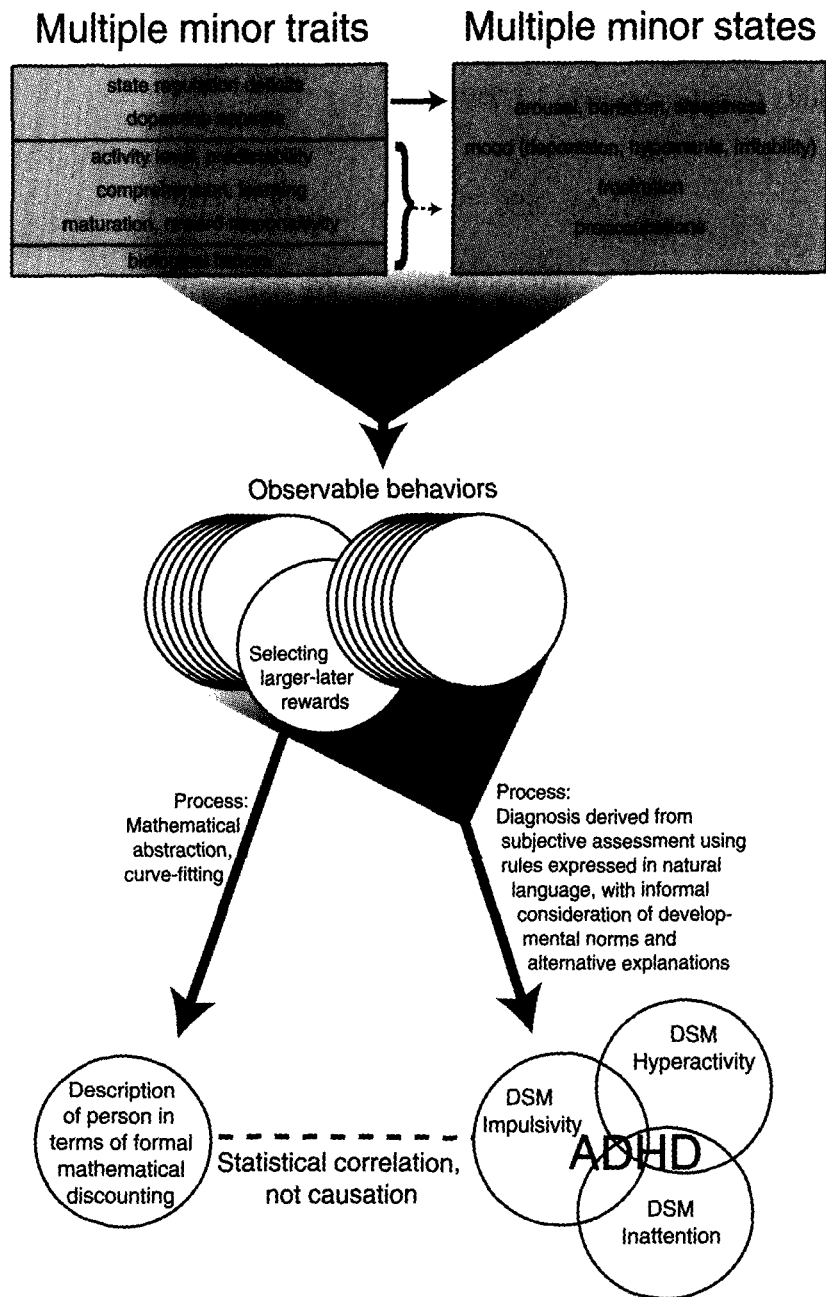 Multiple minor traits
Multiple minor states
state regulation deficits
activity level,
comprehension, learning
maturation, reward responsivity
biological factors
arousal, boredom, sleepiness
mood (depression, hypomania, irritability)
frustration
preoccupations
Observable behaviors
Selecting
larger-later
rewards
Process:
Mathematical
abstraction,
curve-fitting
Process:
Diagnosis derived from
subjective assessment using
rules expressed in natural
language, with informal
consideration of develop-
mental norms and
alternative explanations
Description
of person in
terms of formal
mathematical
discounting
Statistical correlation,
not causation
DSM
Impulsivity
DSM
Hyperactivity
ADHD
DSM
Inattention